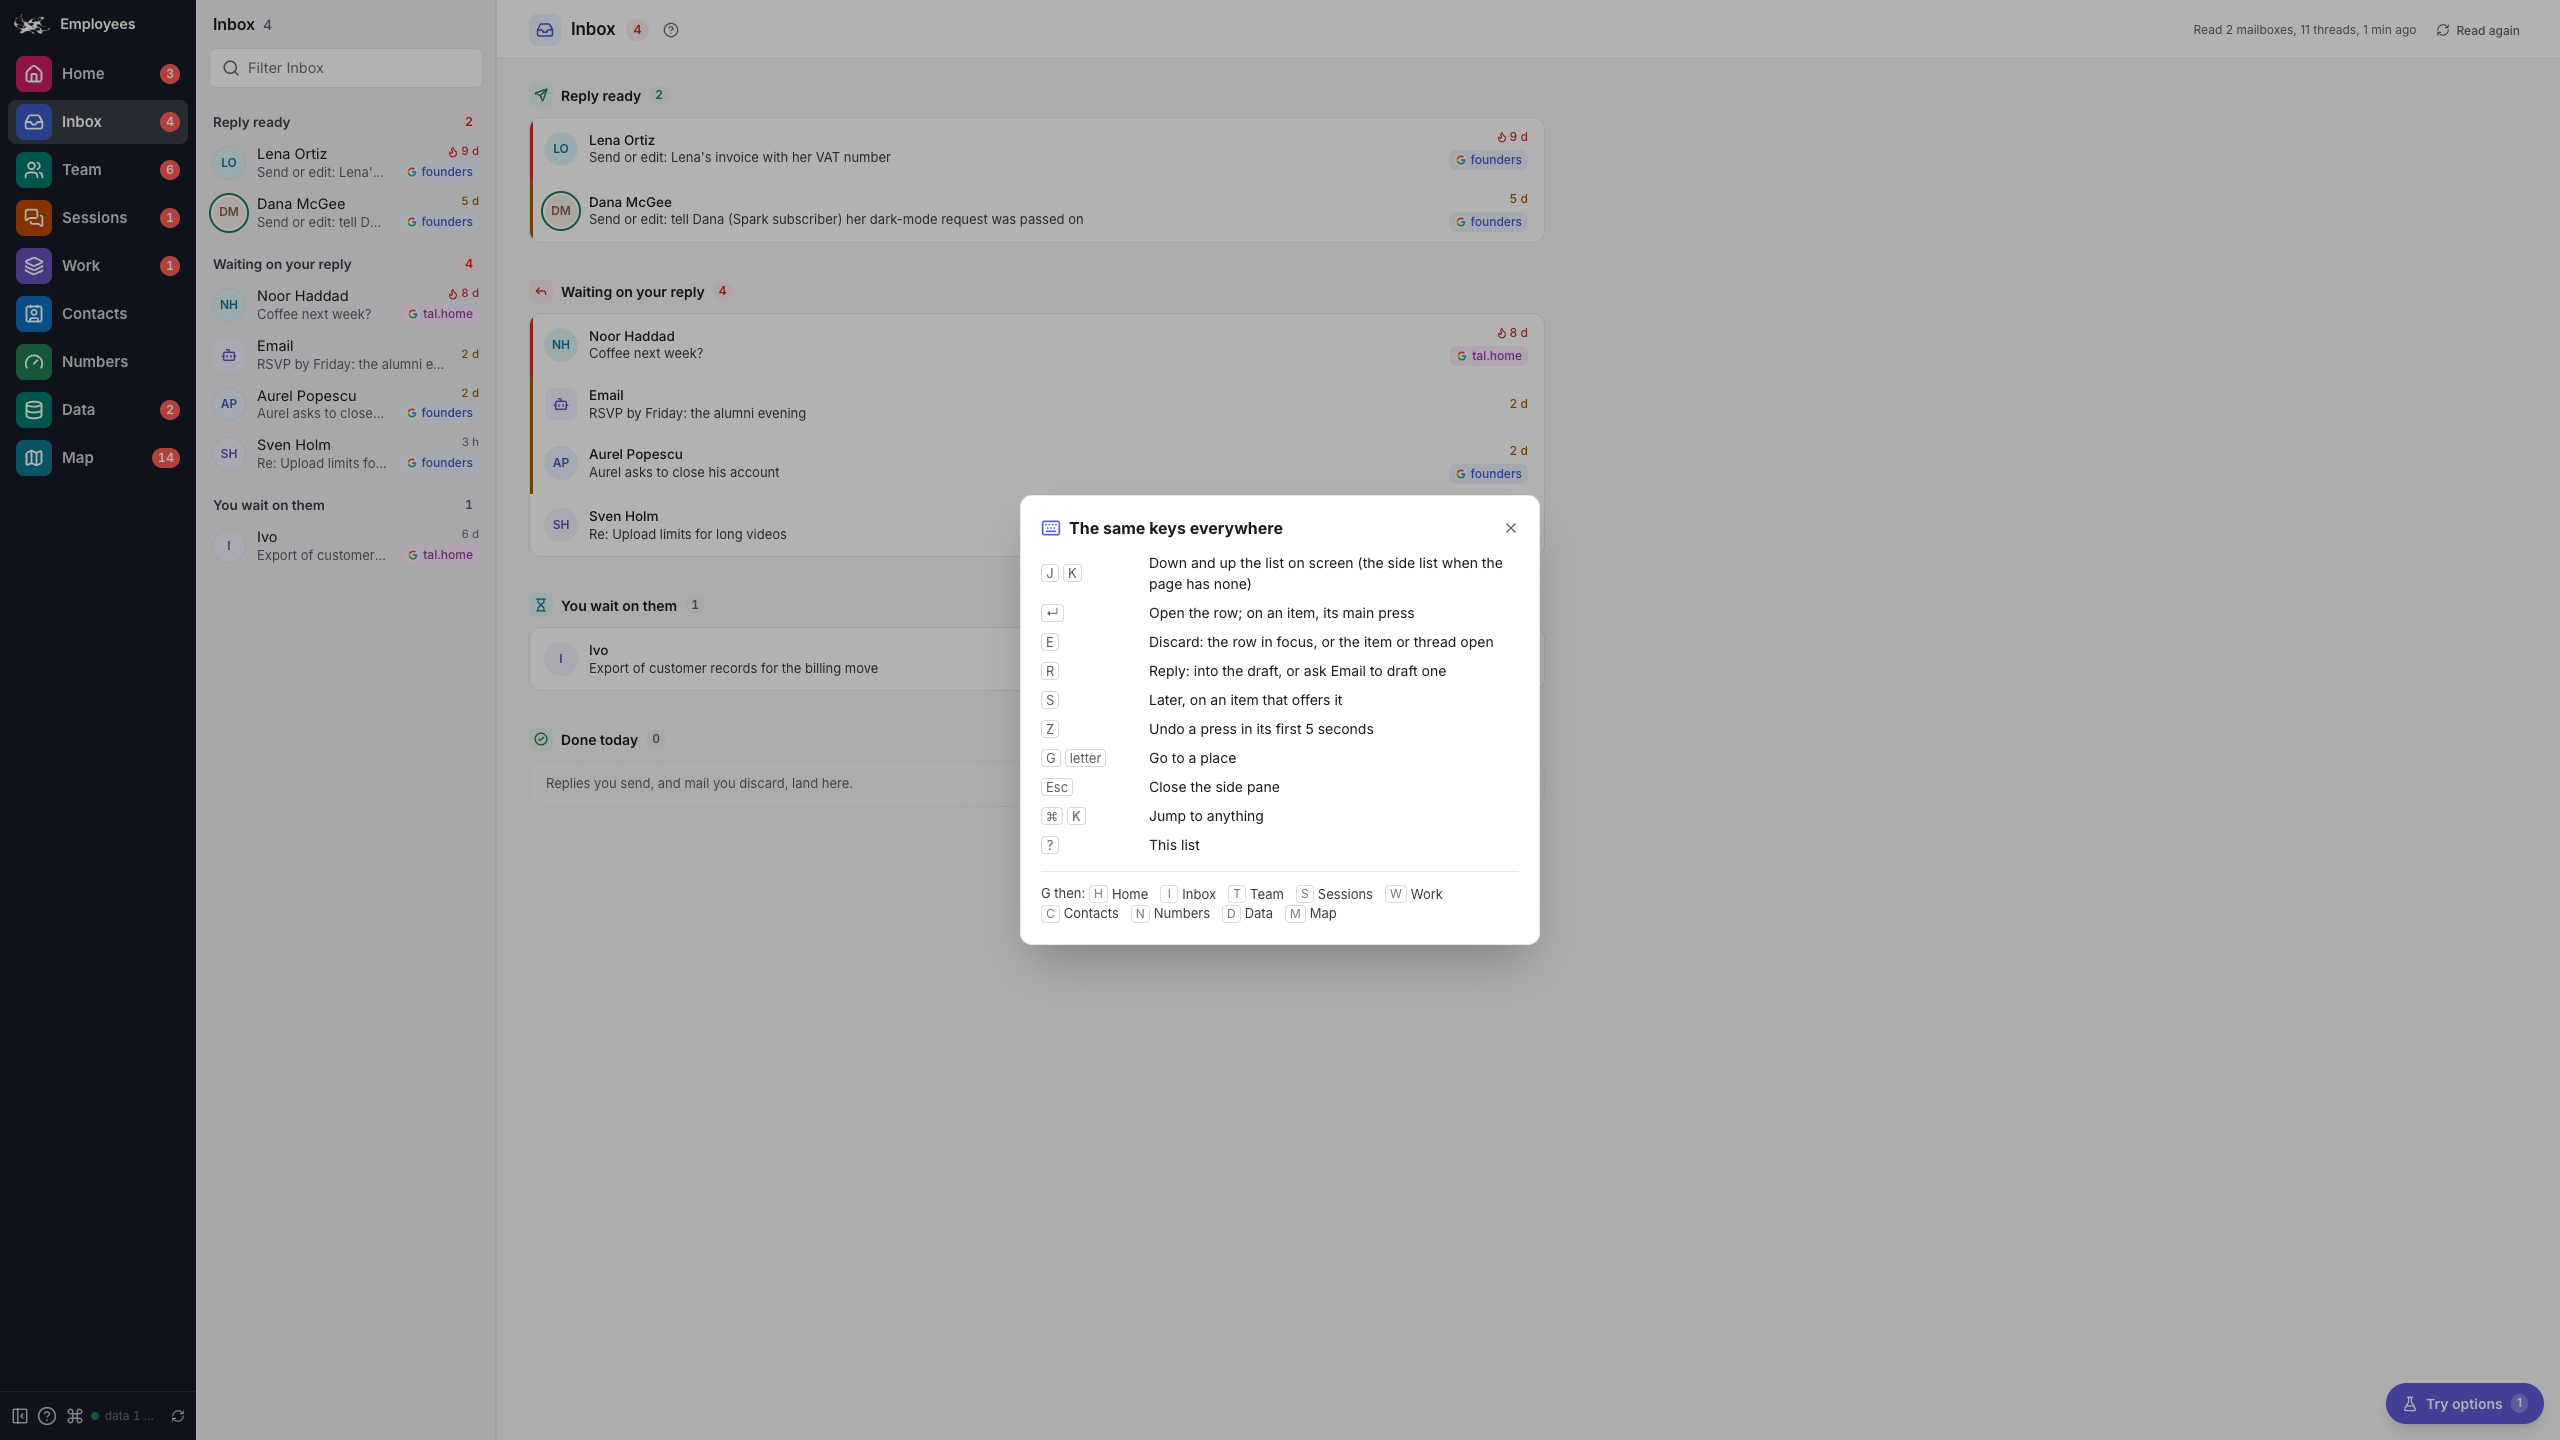 Employees
Home 3
Inbox 4
Team 6
Sessions 1
Work 1
Contacts
Numbers
Data 2
Map 14
data 1 ...
Inbox 4
Filter Inbox
Reply ready 2
LO Lena Ortiz 9 d
Send or edit: Lena'... founders
DM Dana McGee 5 d
Send or edit: tell D... founders
Waiting on your reply 4
NH Noor Haddad 8 d
Coffee next week? tal.home
Email 2 d
RSVP by Friday: the alumni e...
AP Aurel Popescu 2 d
Aurel asks to close... founders
SH Sven Holm 3 h
Re: Upload limits fo... founders
You wait on them 1
I Ivo 6 d
Export of customer... tal.home
Inbox 4 ?
Read 2 mailboxes, 11 threads, 1 min ago Read again
Reply ready 2
LO Lena Ortiz 9 d
Send or edit: Lena's invoice with her VAT number founders
DM Dana McGee 5 d
Send or edit: tell Dana (Spark subscriber) her dark-mode request was passed on founders
Waiting on your reply 4
NH Noor Haddad 8 d
Coffee next week? tal.home
Email 2 d
RSVP by Friday: the alumni evening
AP Aurel Popescu 2 d
Aurel asks to close his account founders
SH Sven Holm
Re: Upload limits for long videos
You wait on them 1
I Ivo
Export of customer records for the billing move
Done today 0
Replies you send, and mail you discard, land here.
The same keys everywhere
J K Down and up the list on screen (the side list when the
page has none)
↵ Open the row; on an item, its main press
E Discard: the row in focus, or the item or thread open
R Reply: into the draft, or ask Email to draft one
S Later, on an item that offers it
Z Undo a press in its first 5 seconds
G letter Go to a place
Esc Close the side pane
⌘ K Jump to anything
? This list
G then: H Home I Inbox T Team S Sessions W Work
C Contacts N Numbers D Data M Map
Try options 1